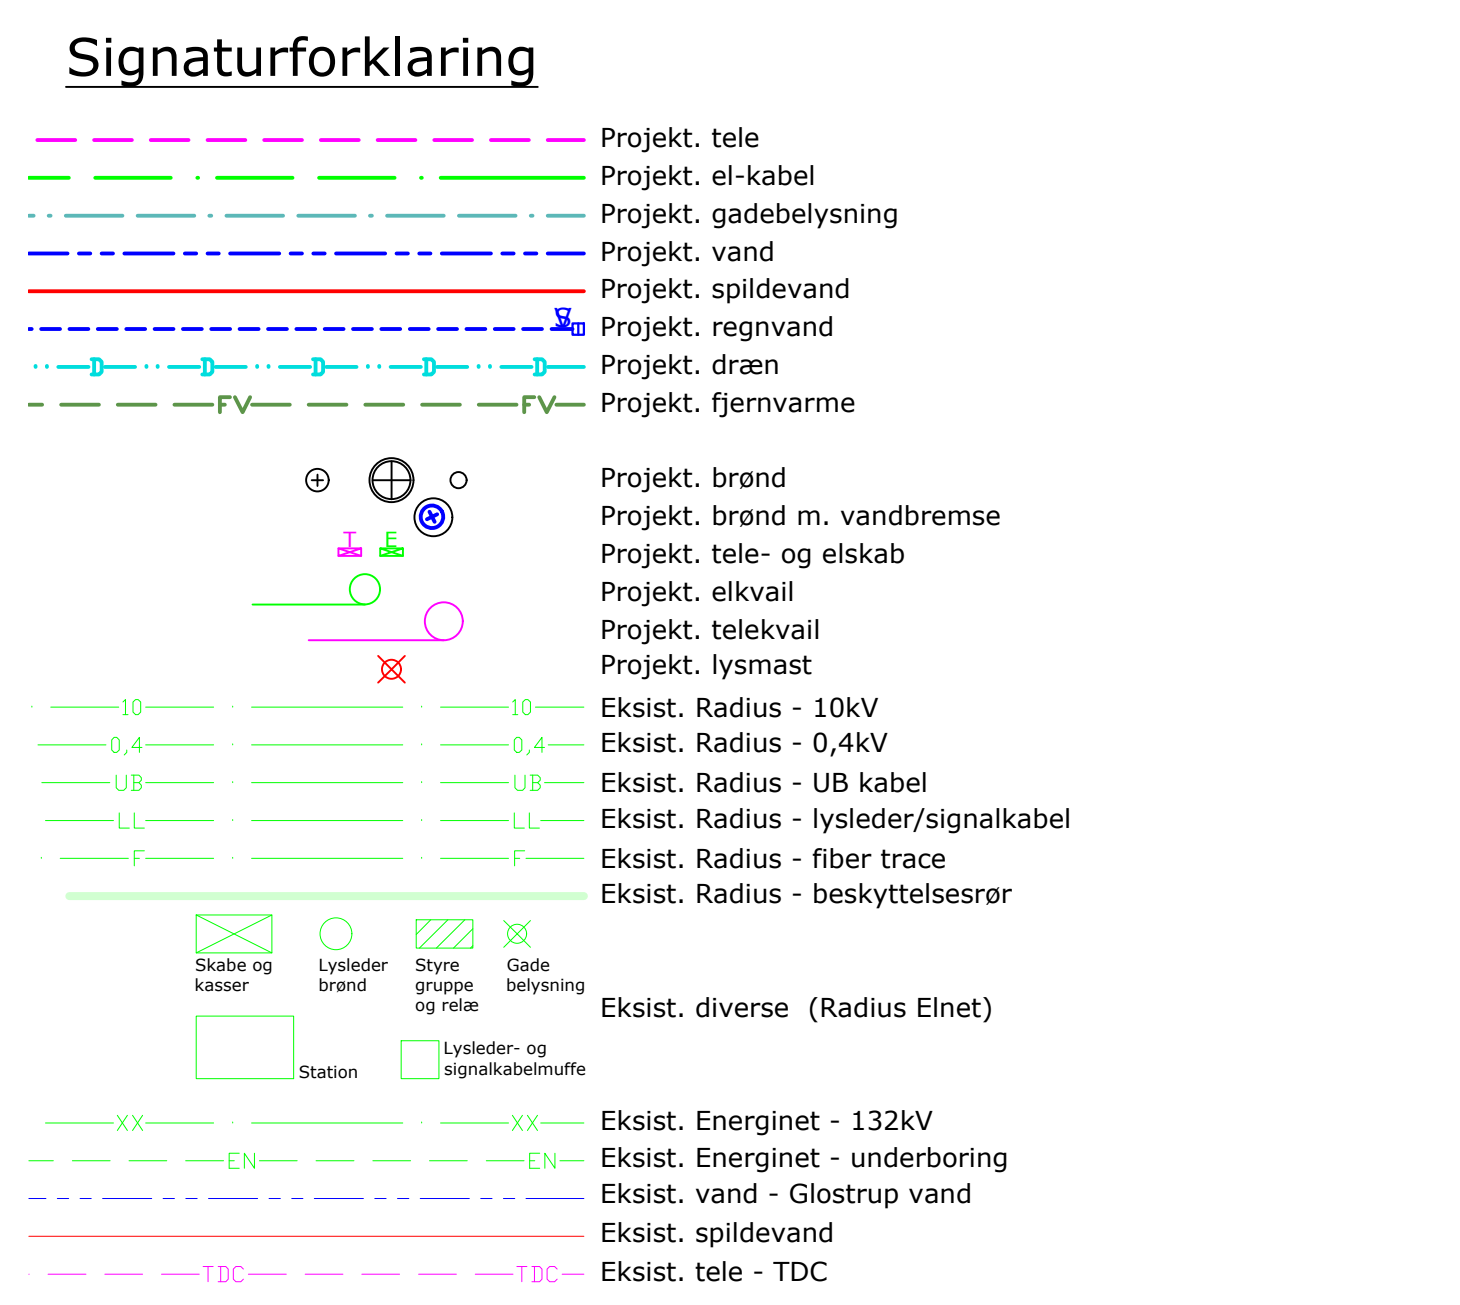 Signaturforklaring
Projekt. tele
Projekt. el-kabel
Projekt. gadebelysning
Projekt. vand
Projekt. spildevand
VS Projekt. regnvand
D D D D D Projekt. dræn
FV FV Projekt. fjernvarme
Projekt. brønd
Projekt. brønd m. vandbremse
T E Projekt. tele- og elskab
Projekt. elkvail
Projekt. telekvail
Projekt. lysmast
10 10 Eksist. Radius - 10kV
0,4 0,4 Eksist. Radius - 0,4kV
UB UB Eksist. Radius - UB kabel
LL LL Eksist. Radius - lysleder/signalkabel
F F Eksist. Radius - fiber trace
Eksist. Radius - beskyttelsesrør
Skabe og
kasser
Lysleder
brønd
Styre
gruppe
og relæ
Gade
belysning
Eksist. diverse (Radius Elnet)
Station
Lysleder- og
signalkabelmuffe
XX XX Eksist. Energinet - 132kV
EN EN Eksist. Energinet - underboring
Eksist. vand - Glostrup vand
Eksist. spildevand
TDC TDC Eksist. tele - TDC